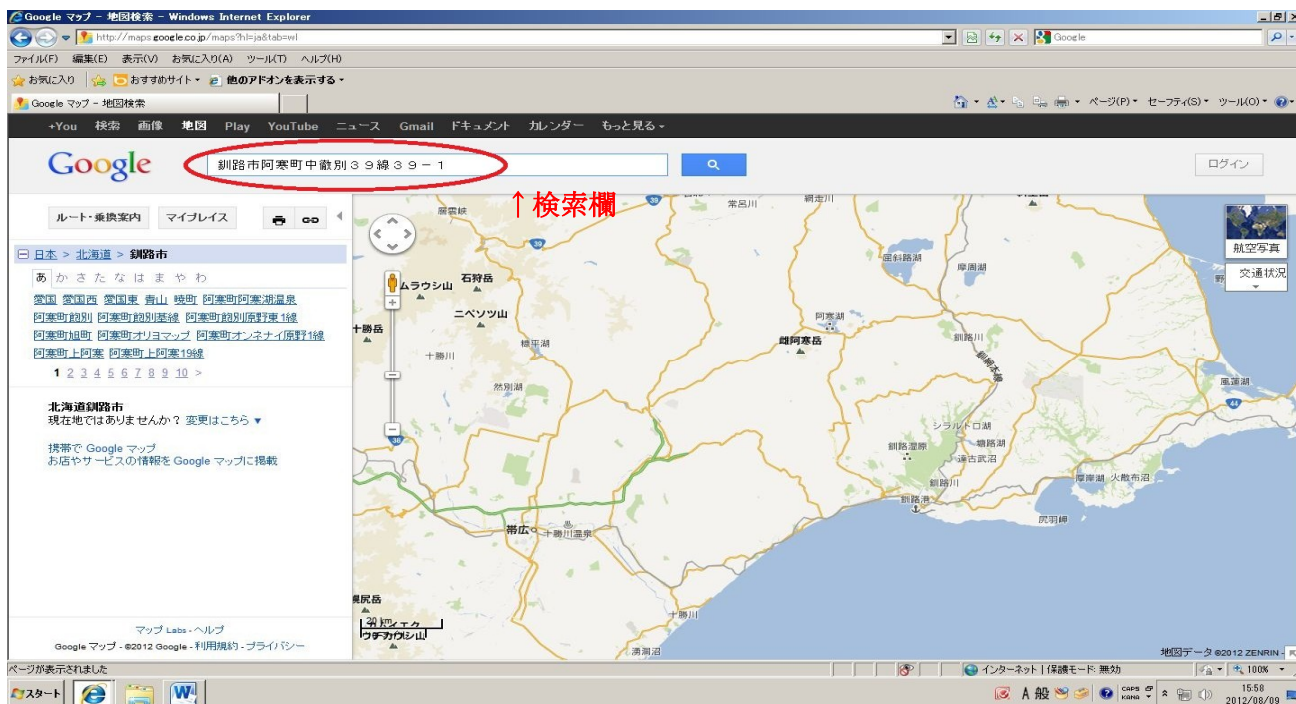 Google マップ - 地図検索 - Windows Internet Explorer
http://maps.google.co.jp/maps?hl=ja&tab=wl
Google
ファイル(F) 編集(E) 表示(V) お気に入り(A) ツール(T) ヘルプ(H)
お気に入り おすすめサイト 他のアドオンを表示する
Google マップ - 地図検索
ページ(P) セーフティ(S) ツール(O)
+You 検索 画像 地図 Play YouTube ニュース Gmail ドキュメント カレンダー もっと見る
Google
釧路市阿寒町中徹別39線39-1
ログイン
↑検索欄
ルート・乗換案内 マイプレイス
日本 > 北海道 > 釧路市
あ か さ た な は ま や わ
愛国 愛国西 愛国東 青山 暁町 阿寒町阿寒湖温泉
阿寒町飽別 阿寒町飽別基線 阿寒町飽別原野東1線
阿寒町旭町 阿寒町オリヨマップ 阿寒町オンネナイ原野1線
阿寒町上阿寒 阿寒町上阿寒19線
1 2 3 4 5 6 7 8 9 10 >
北海道釧路市
現在地ではありませんか? 変更はこちら ▼
携帯で Google マップ
お店やサービスの情報を Google マップに掲載
マップ Labs - ヘルプ
Google マップ - ©2012 Google - 利用規約 - プライバシー
層雲峡
39
常呂川
網走川
航空写真
交通状況
屈斜路湖
摩周湖
ムラウシ山
石狩岳
ニペソツ山
十勝岳
十勝川
糠平湖
然別湖
阿寒湖
雌阿寒岳
釧路川
釧網本線
風蓮湖
44
38
シラルトロ湖
釧路湿原
塘路湖
達古武沼
釧路川
釧路港
厚岸湖
火散布沼
尻羽岬
帯広
十勝川温泉
幌尻岳
20 km
カムイエク
ウチカウシ山
十勝川
湧洞沼
地図データ ©2012 ZENRIN -
ページが表示されました
インターネット | 保護モード: 無効
100%
スタート
A 般
CAPS
KANA
15:58
2012/08/09